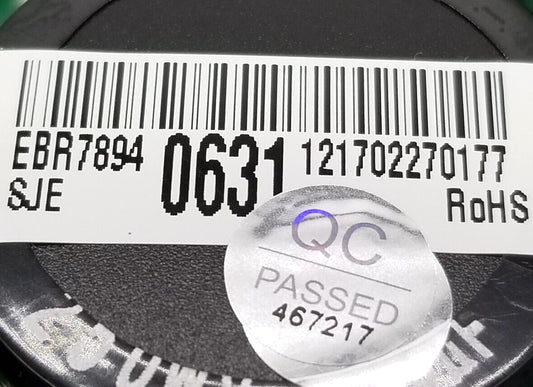 EBR7894 0631 121702270177
SJE RoHS
QC
PASSED
467217